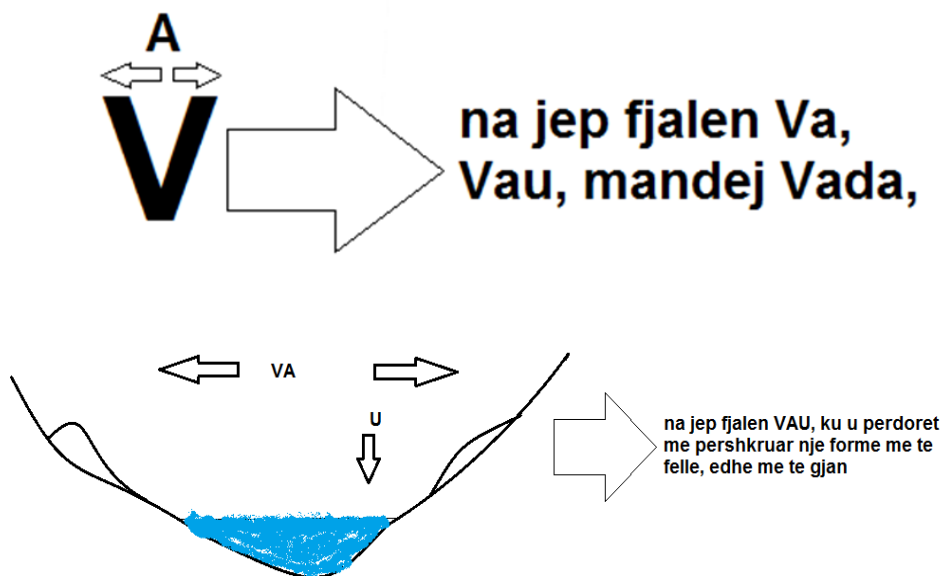 A
V
na jep fjalen Va,
Vau, mandej Vada,
VA
U
na jep fjalen VAU, ku u perdoret
me pershkruar nje forme me te
felle, edhe me te gjan